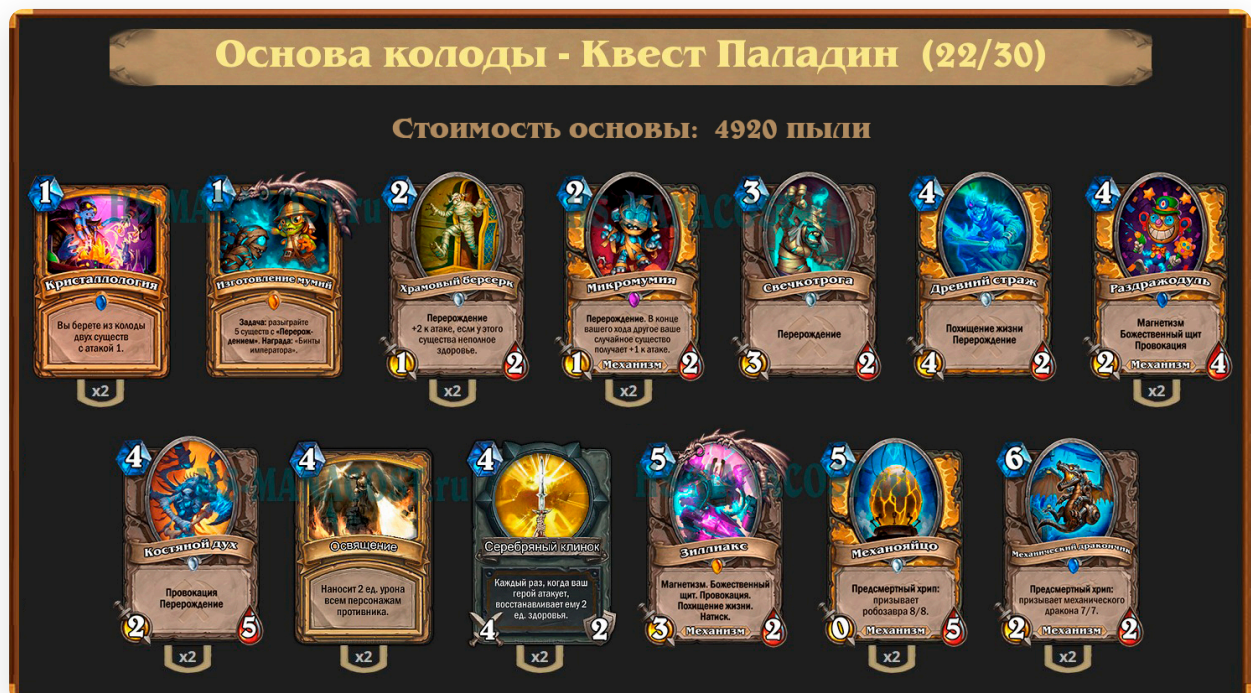 Основа колоды - Квест Паладин (22/30)
Стоимость основы: 4920 пыли
1
Кристаллология
Вы берете из колоды
двух существ
с атакой 1.
x2
1
Изготовление мумий
Задача: разыграйте
5 существ с «Перерож-
дением». Награда: «Бинты
императора».
2
Храмовый берсерк
Перерождение
+2 к атаке, если у этого
существа неполное
здоровье.
1
2
x2
2
Микромумия
Перерождение. В конце
вашего хода другое ваше
случайное существо
получает +1 к атаке.
1
Механизм
2
x2
3
Свечкотрога
Перерождение
3
2
4
Древний страж
Похищение жизни
Перерождение
4
2
4
Раздражодуль
Магнетизм
Божественный щит
Провокация
2
Механизм
4
x2
4
Костяной дух
Провокация
Перерождение
2
5
x2
4
Освящение
Наносит 2 ед. урона
всем персонажам
противника.
x2
4
Серебряный клинок
Каждый раз, когда ваш
герой атакует,
восстанавливает ему 2
ед. здоровья.
4
2
x2
5
Зиллиакс
Магнетизм. Божественный
щит. Провокация.
Похищение жизни.
Натиск.
3
Механизм
2
5
Механояйцо
Предсмертный хрип:
призывает
робозавра 8/8.
0
Механизм
5
x2
6
Механический дракончик
Предсмертный хрип:
призывает механического
дракона 7/7.
2
Механизм
2
x2